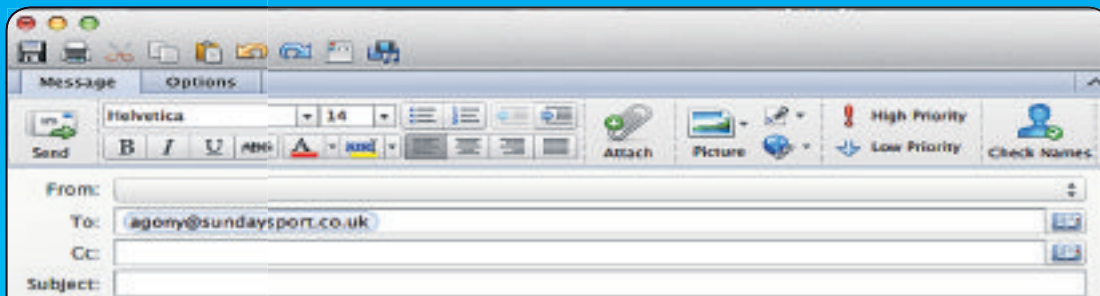 Message Options
Helvetica 14
B I U ABC A
Send Attach Picture High Priority
Low Priority Check Names
From:
To: agony@sundaysport.co.uk
Cc:
Subject: